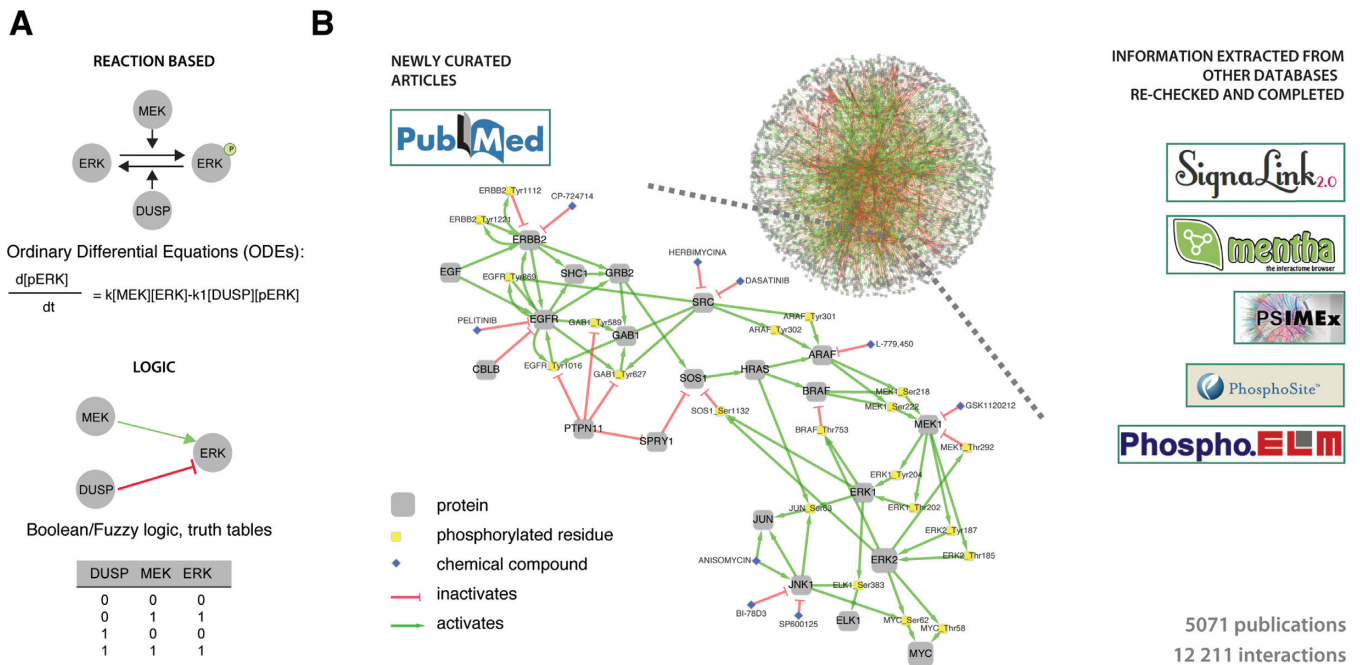 A
REACTION BASED
MEK
ERK
ERK
P
DUSP
Ordinary Differential Equations (ODEs):
d[pERK]
dt
= k[MEK][ERK]-k1[DUSP][pERK]
LOGIC
MEK
ERK
DUSP
Boolean/Fuzzy logic, truth tables
DUSP MEK ERK
0 0 0
0 1 1
1 0 0
1 1 1
B
NEWLY CURATED
ARTICLES
PubMed
ERBB2_Tyr1112
CP-724714
ERBB2_Tyr1221
ERBB2
EGF
EGFR_Tyr869
SHC1
GRB2
HERBIMYCINA
DASATINIB
SRC
PELITINIB
EGFR
GAB1_Tyr589
GAB1
ARAF_Tyr301
ARAF_Tyr302
L-779,450
ARAF
CBLB
EGFR_Tyr1016
GAB1_Tyr627
SOS1
HRAS
BRAF
MEK1_Ser218
MEK1_Ser222
GSK1120212
SOS1_Ser1132
MEK1
PTPN11
SPRY1
BRAF_Thr753
MEK1_Thr292
ERK1_Tyr204
ERK1
ERK1_Thr202
JUN
JUN_Ser63
ERK2_Tyr187
ERK2_Thr185
ERK2
ANISOMYCIN
JNK1
ELK1_Ser383
BI-78D3
SP600125
ELK1
MYC_Ser62
MYC_Thr58
MYC
protein
phosphorylated residue
chemical compound
inactivates
activates
INFORMATION EXTRACTED FROM
OTHER DATABASES
RE-CHECKED AND COMPLETED
SignaLink 2.0
mentha
the interactome browser
PSIMEx
PhosphoSite™
Phospho.ELM
5071 publications
12 211 interactions